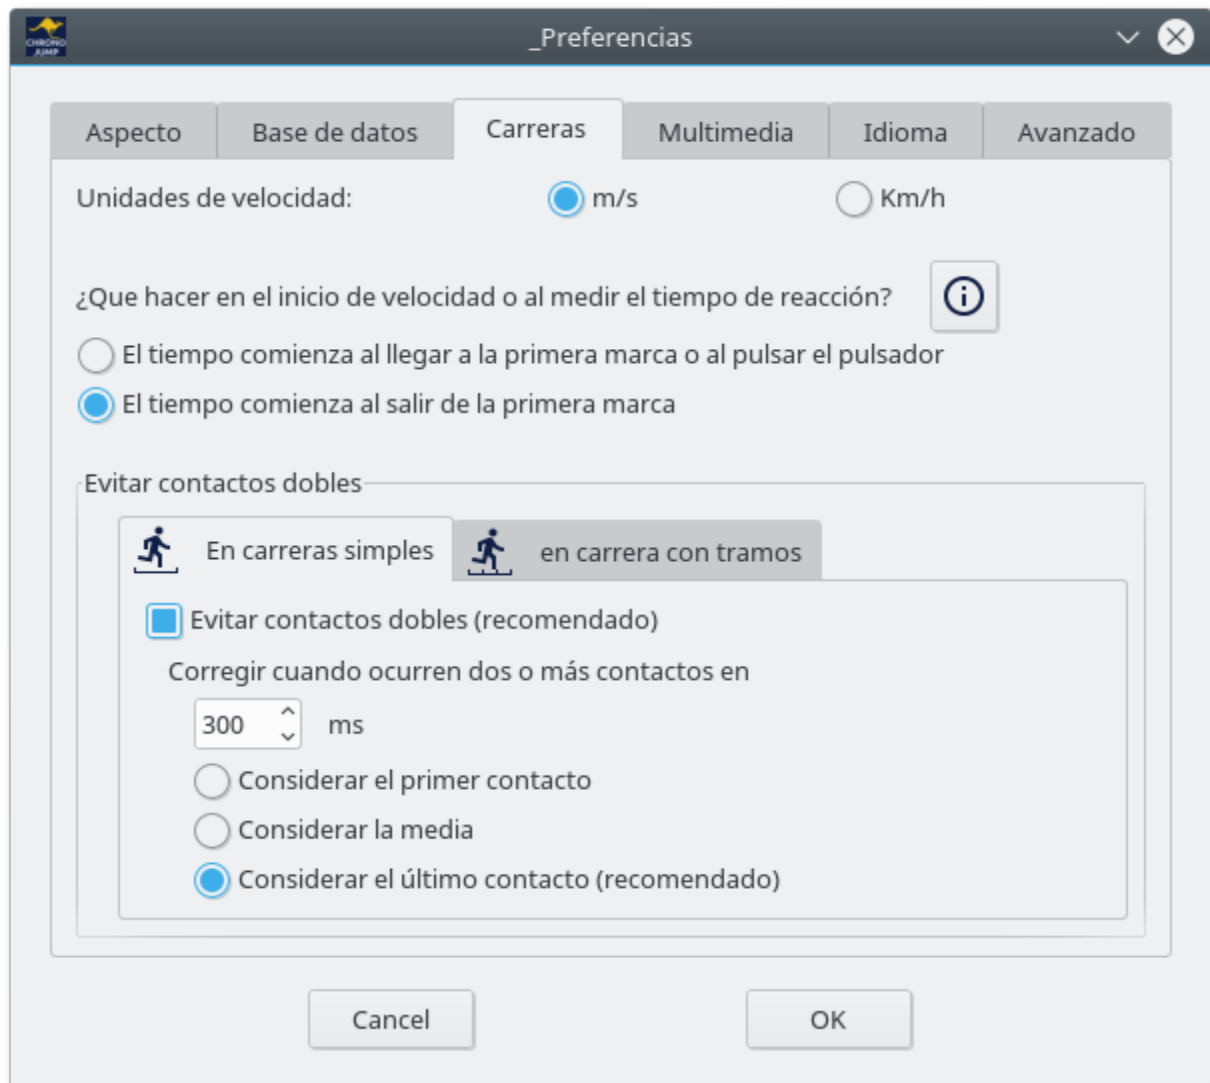 CHRONO
JUMP
_Preferencias
Aspecto
Base de datos
Carreras
Multimedia
Idioma
Avanzado
Unidades de velocidad:
m/s
Km/h
¿Que hacer en el inicio de velocidad o al medir el tiempo de reacción?
El tiempo comienza al llegar a la primera marca o al pulsar el pulsador
El tiempo comienza al salir de la primera marca
Evitar contactos dobles
En carreras simples
en carrera con tramos
Evitar contactos dobles (recomendado)
Corregir cuando ocurren dos o más contactos en
300
ms
Considerar el primer contacto
Considerar la media
Considerar el último contacto (recomendado)
Cancel
OK